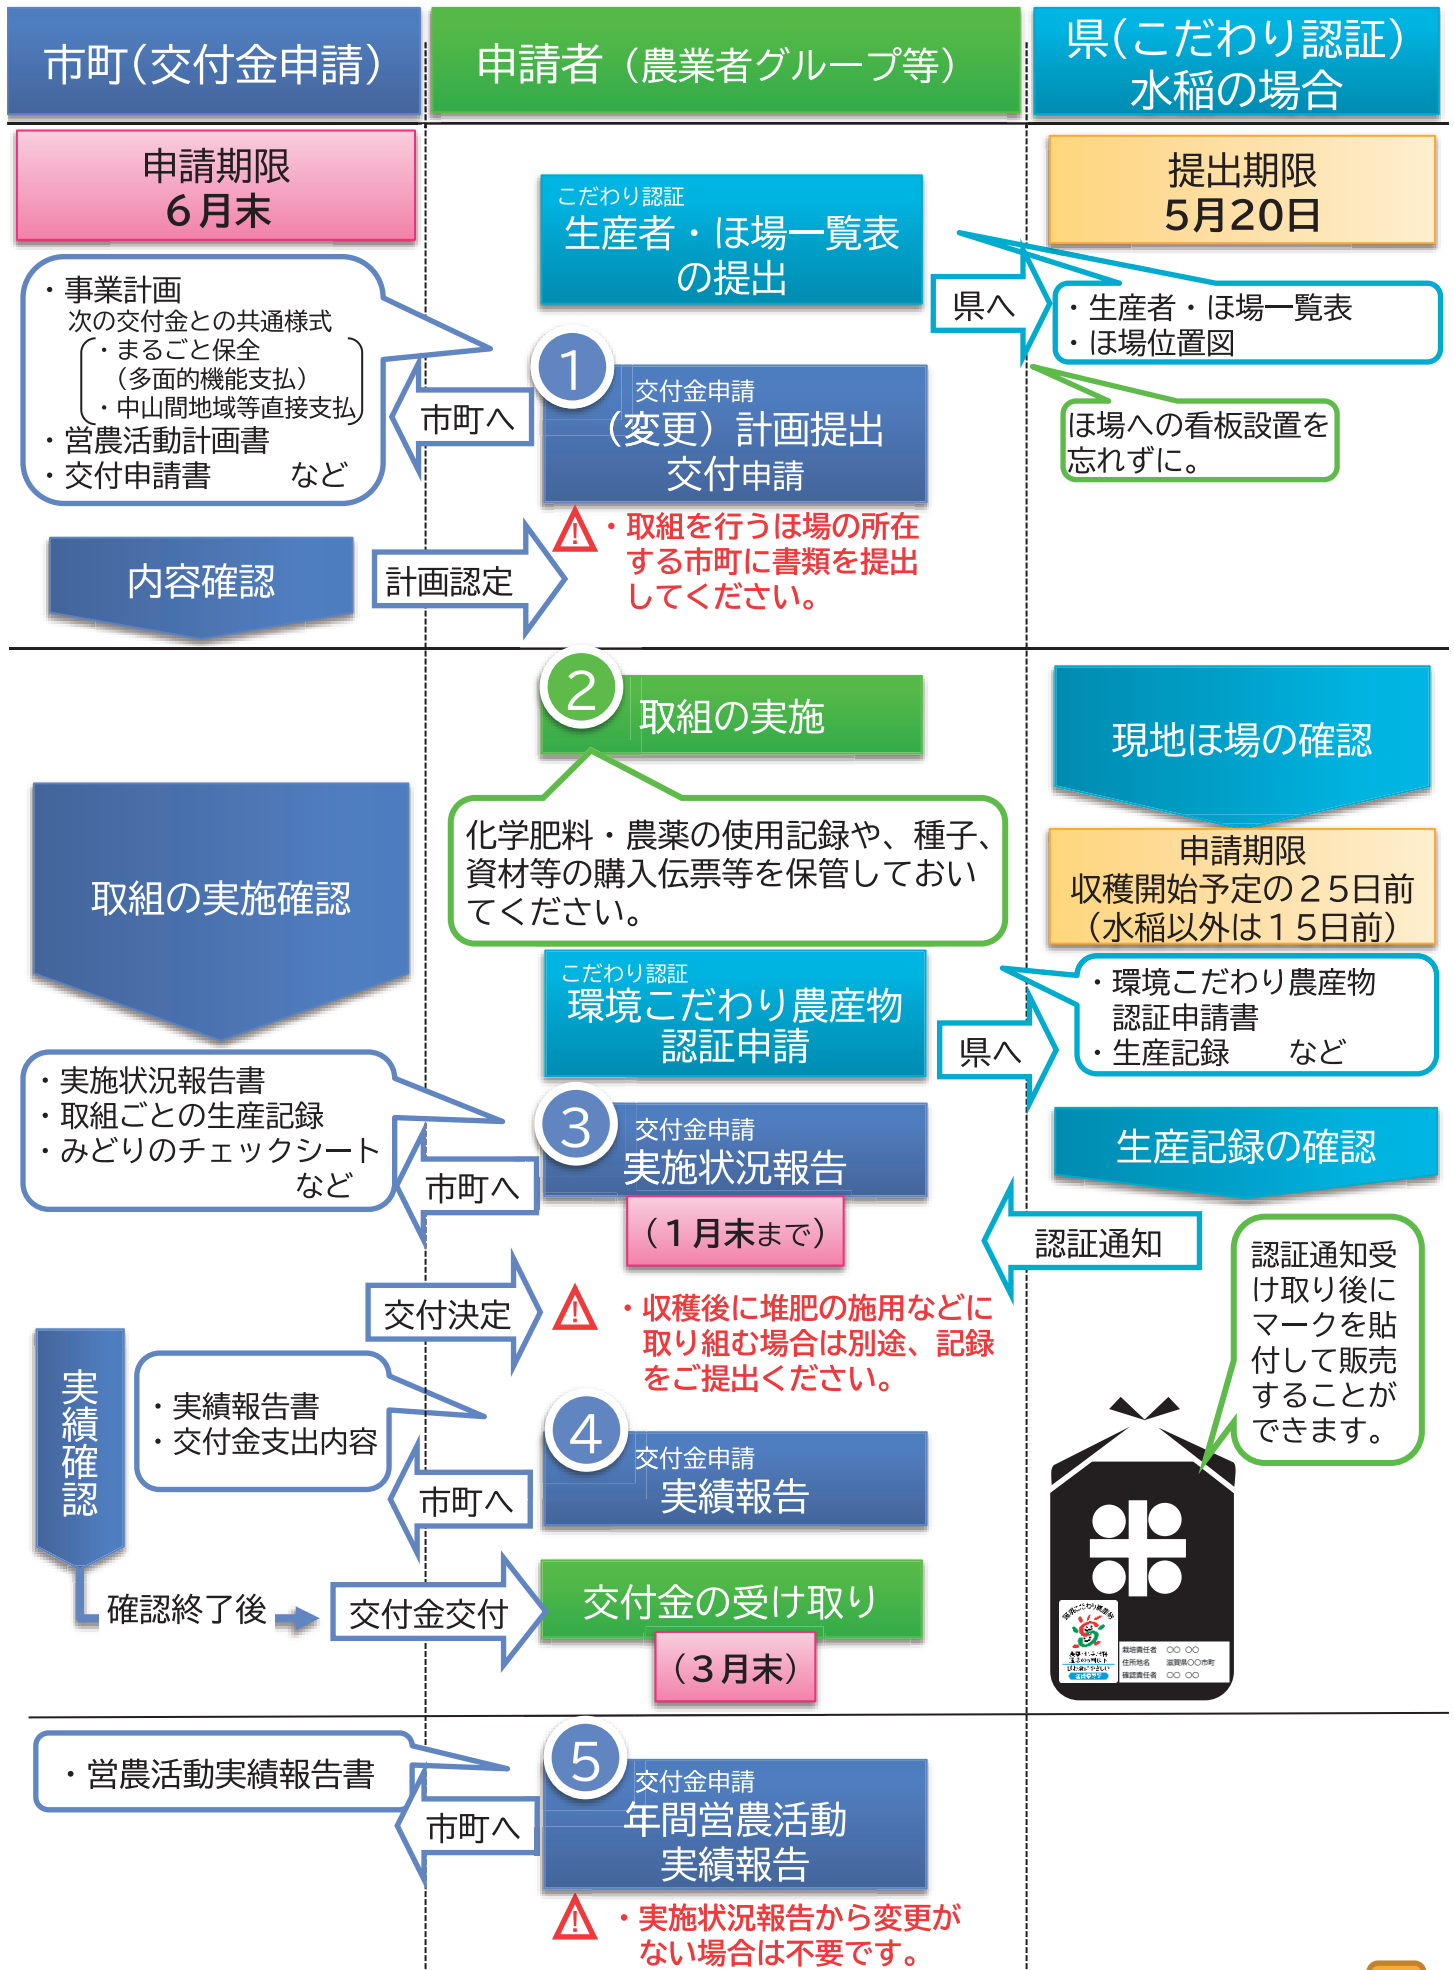 市町（交付金申請）
申請者（農業者グループ等）
県（こだわり認証）
水稲の場合
申請期限
６月末
こだわり認証
生産者・ほ場一覧表
の提出
提出期限
５月２０日
県へ
・生産者・ほ場一覧表
・ほ場位置図
・事業計画
次の交付金との共通様式
・まるごと保全
（多面的機能支払）
・中山間地域等直接支払
・営農活動計画書
・交付申請書　　など
市町へ
1
交付金申請
（変更）計画提出
交付申請
ほ場への看板設置を
忘れずに。
・取組を行うほ場の所在
する市町に書類を提出
してください。
内容確認
計画認定
2
取組の実施
現地ほ場の確認
化学肥料・農薬の使用記録や、種子、
資材等の購入伝票等を保管しておい
てください。
取組の実施確認
申請期限
収穫開始予定の２５日前
（水稲以外は１５日前）
こだわり認証
環境こだわり農産物
認証申請
県へ
・環境こだわり農産物
認証申請書
・生産記録　　など
・実施状況報告書
・取組ごとの生産記録
・みどりのチェックシート
など
市町へ
3
交付金申請
実施状況報告
（１月末まで）
生産記録の確認
認証通知
認証通知受
け取り後に
マークを貼
付して販売
することが
できます。
交付決定
・収穫後に堆肥の施用などに
取り組む場合は別途、記録
をご提出ください。
実績確認
・実績報告書
・交付金支出内容
市町へ
4
交付金申請
実績報告
確認終了後
交付金交付
交付金の受け取り
（３月末）
環境こだわり農産物
栽培責任者　○○ ○○
住所地名　滋賀県○○市町
確認責任者　○○ ○○
・営農活動実績報告書
市町へ
5
交付金申請
年間営農活動
実績報告
・実施状況報告から変更が
ない場合は不要です。